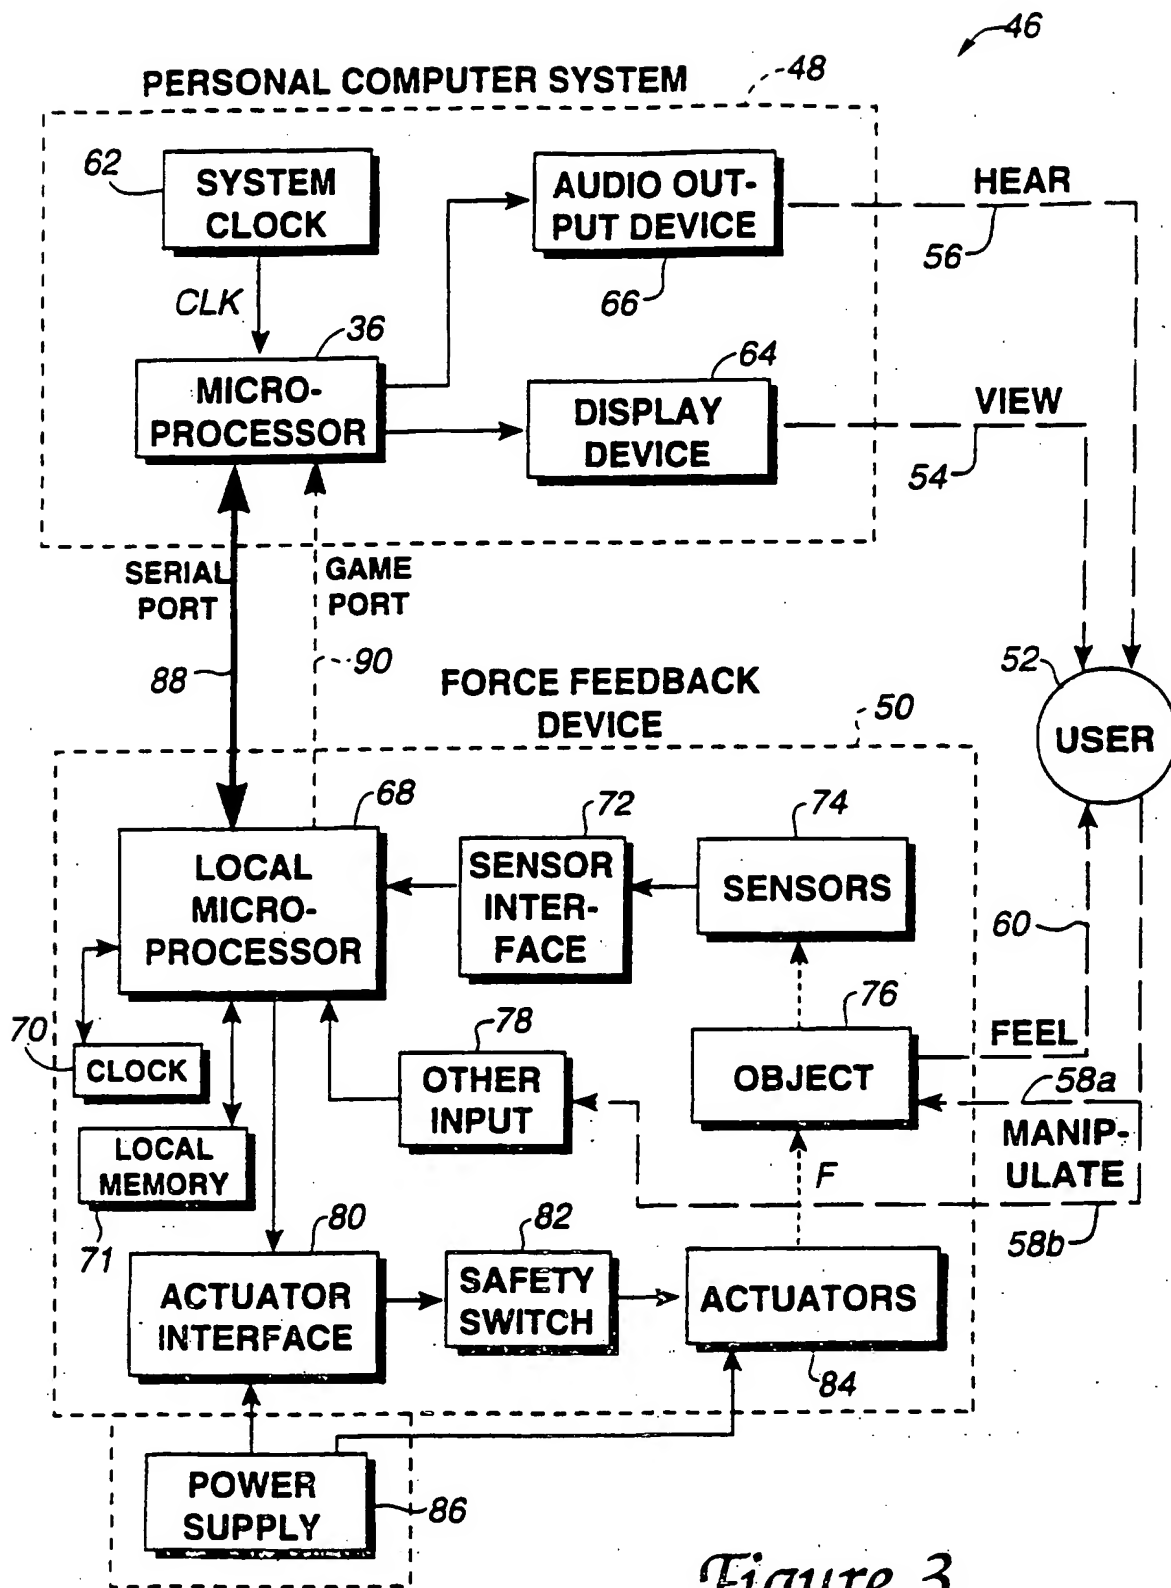 46
PERSONAL COMPUTER SYSTEM
48
62
SYSTEM
CLOCK
AUDIO OUT-
PUT DEVICE
HEAR
56
66
CLK
36
64
MICRO-
PROCESSOR
DISPLAY
DEVICE
VIEW
54
SERIAL
PORT
GAME
PORT
88
90
FORCE FEEDBACK
DEVICE
50
52
USER
68
72
74
LOCAL
MICRO-
PROCESSOR
SENSOR
INTER-
FACE
SENSORS
60
70
CLOCK
78
76
OTHER
INPUT
OBJECT
FEEL
58a
MANIP-
ULATE
58b
LOCAL
MEMORY
71
F
80
82
ACTUATOR
INTERFACE
SAFETY
SWITCH
ACTUATORS
84
POWER
SUPPLY
86
Figure 3